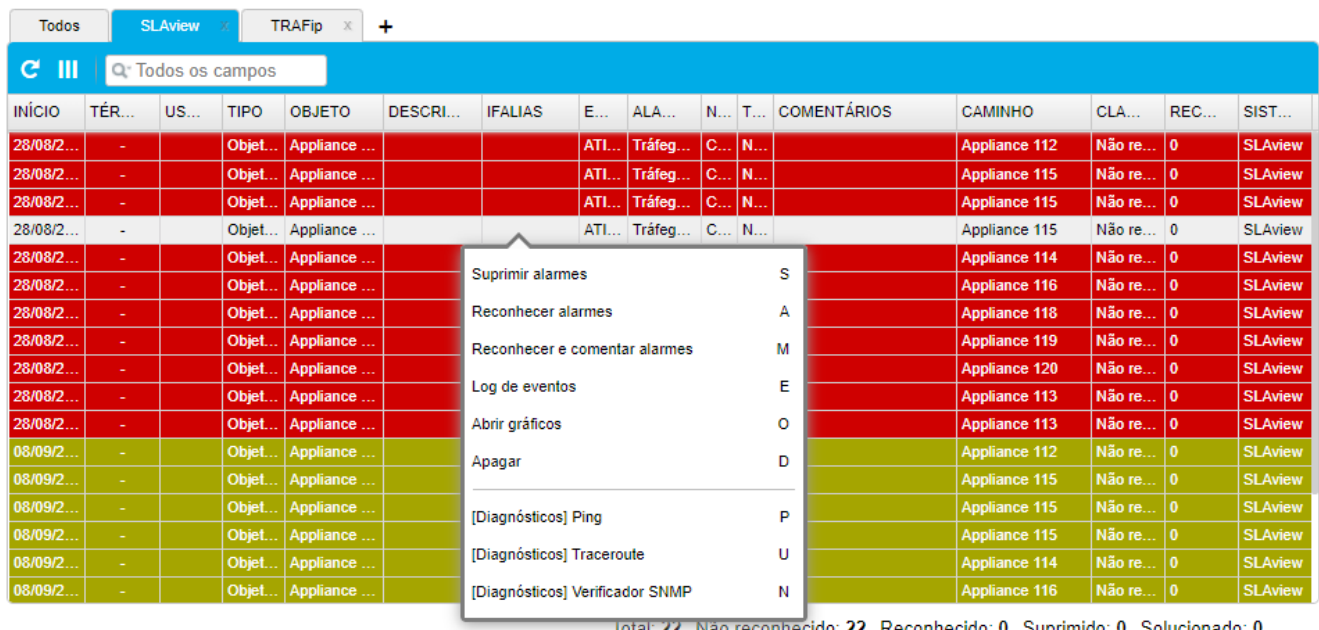 Todos SLAview x TRAFip x +
Todos os campos
INÍCIO TÉR... US... TIPO OBJETO DESCRI... IFALIAS E... ALA... N... T... COMENTÁRIOS CAMINHO CLA... REC... SIST...
28/08/2... - Objet... Appliance ... ATI... Tráfeg... C... N... Appliance 112 Não re... 0 SLAview
28/08/2... - Objet... Appliance ... ATI... Tráfeg... C... N... Appliance 115 Não re... 0 SLAview
28/08/2... - Objet... Appliance ... ATI... Tráfeg... C... N... Appliance 115 Não re... 0 SLAview
28/08/2... - Objet... Appliance ... ATI... Tráfeg... C... N... Appliance 115 Não re... 0 SLAview
28/08/2... - Objet... Appliance ... Appliance 114 Não re... 0 SLAview
Suprimir alarmes S
28/08/2... - Objet... Appliance ... Appliance 116 Não re... 0 SLAview
28/08/2... - Objet... Appliance ... Appliance 118 Não re... 0 SLAview
Reconhecer alarmes A
28/08/2... - Objet... Appliance ... Appliance 119 Não re... 0 SLAview
Reconhecer e comentar alarmes M
28/08/2... - Objet... Appliance ... Appliance 120 Não re... 0 SLAview
Log de eventos E
28/08/2... - Objet... Appliance ... Appliance 113 Não re... 0 SLAview
28/08/2... - Objet... Appliance ... Appliance 113 Não re... 0 SLAview
Abrir gráficos O
08/09/2... - Objet... Appliance ... Appliance 112 Não re... 0 SLAview
Apagar D
08/09/2... - Objet... Appliance ... Appliance 115 Não re... 0 SLAview
08/09/2... - Objet... Appliance ... Appliance 115 Não re... 0 SLAview
[Diagnósticos] Ping P
08/09/2... - Objet... Appliance ... Appliance 115 Não re... 0 SLAview
[Diagnósticos] Traceroute U
08/09/2... - Objet... Appliance ... Appliance 114 Não re... 0 SLAview
08/09/2... - Objet... Appliance ... Appliance 116 Não re... 0 SLAview
[Diagnósticos] Verificador SNMP N
Total: 22 Não reconhecido: 22 Reconhecido: 0 Suprimido: 0 Solucionado: 0